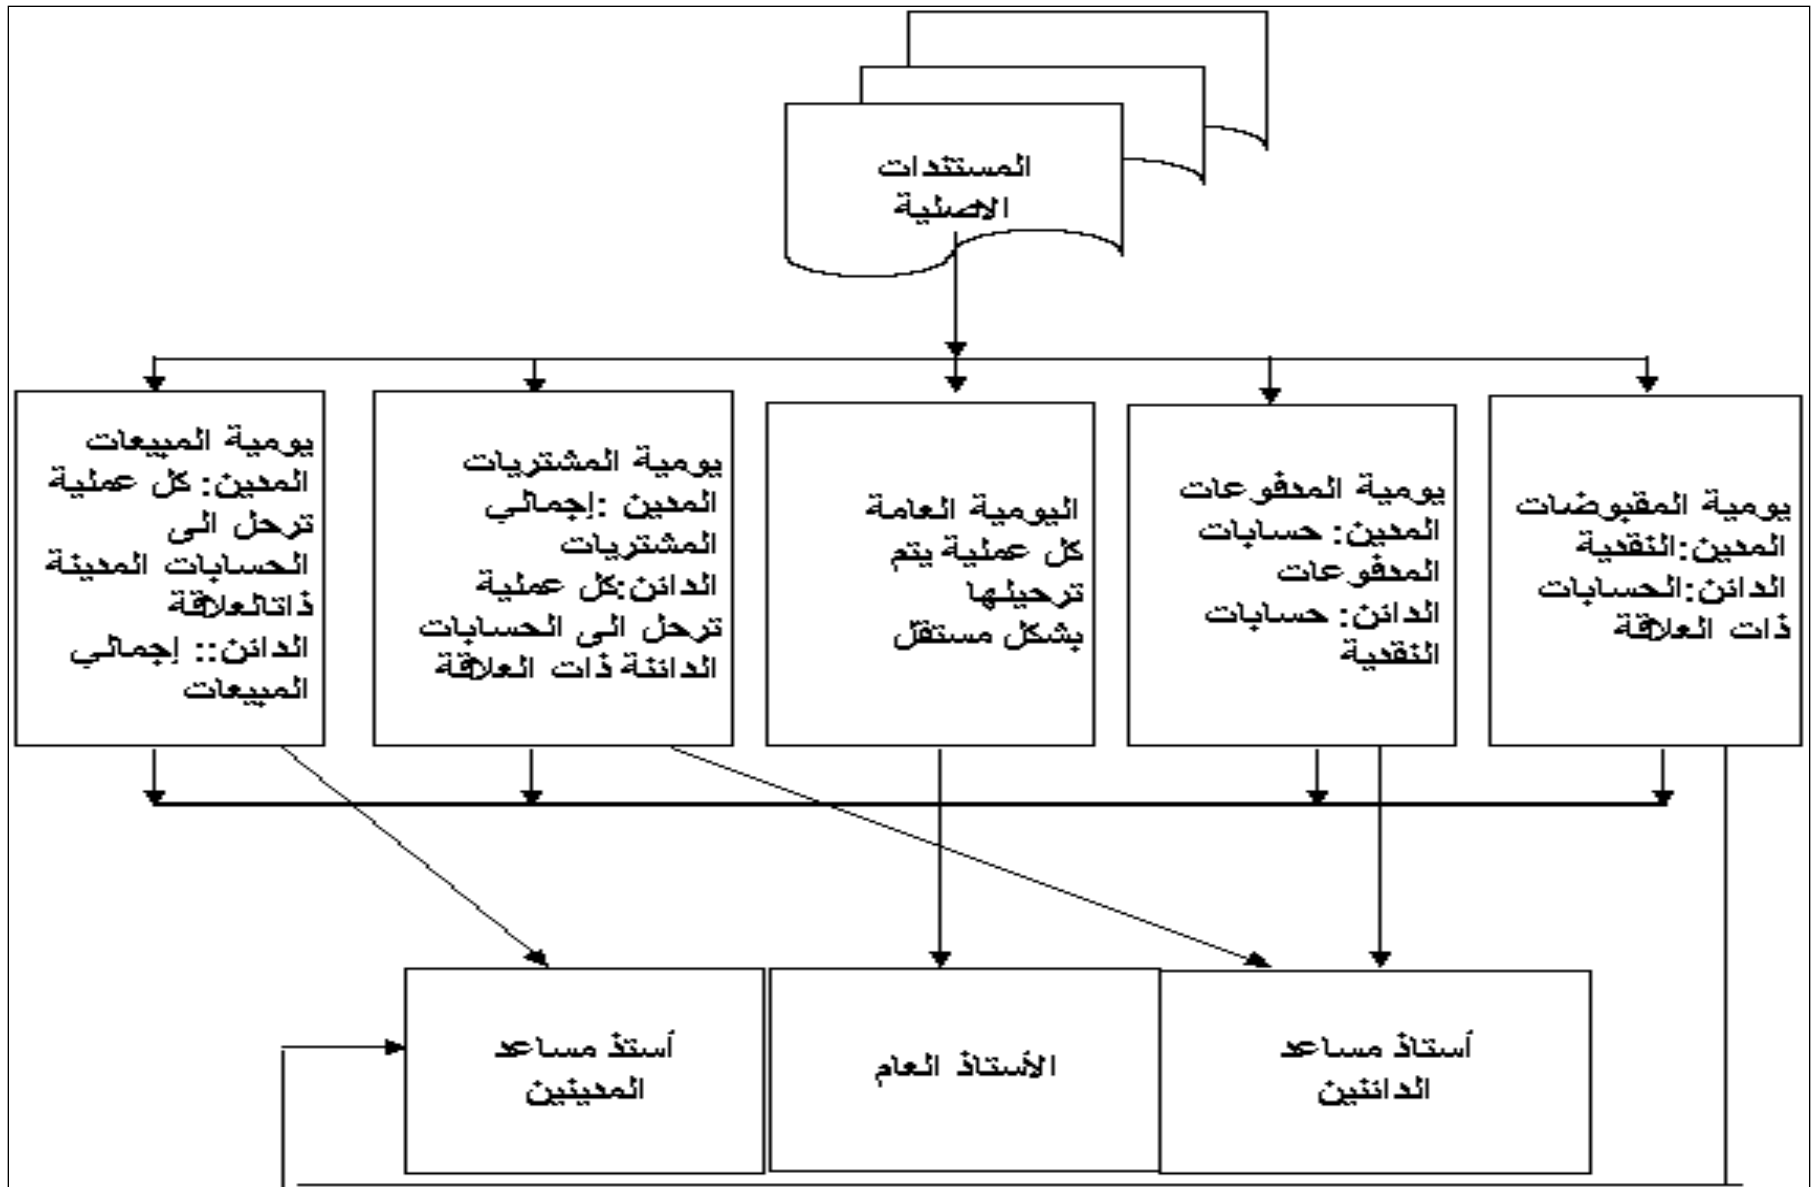 المستندات
الاصلية
يومية المقبوضات
المدين:النقدية
الدائن:الحسابات
ذات العلاقة
يومية المدفوعات
المدين: حسابات
المدفوعات
الدائن: حسابات
النقدية
اليومية العامة
كل عملية يتم
ترحيلها
بشكل مستقل
يومية المشتريات
المدين :إجمالي
المشتريات
الدائن:كل عملية
ترحل الى الحسابات
الدائنة ذات العلاقة
يومية المبيعات
المدين: كل عملية
ترحل الى
الحسابات المدينة
ذاتالعلاقة
الدائن:: إجمالي
المبيعات
أستاذ مساعد
الدائنين
الأستاذ العام
أستذ مساعد
المدينين